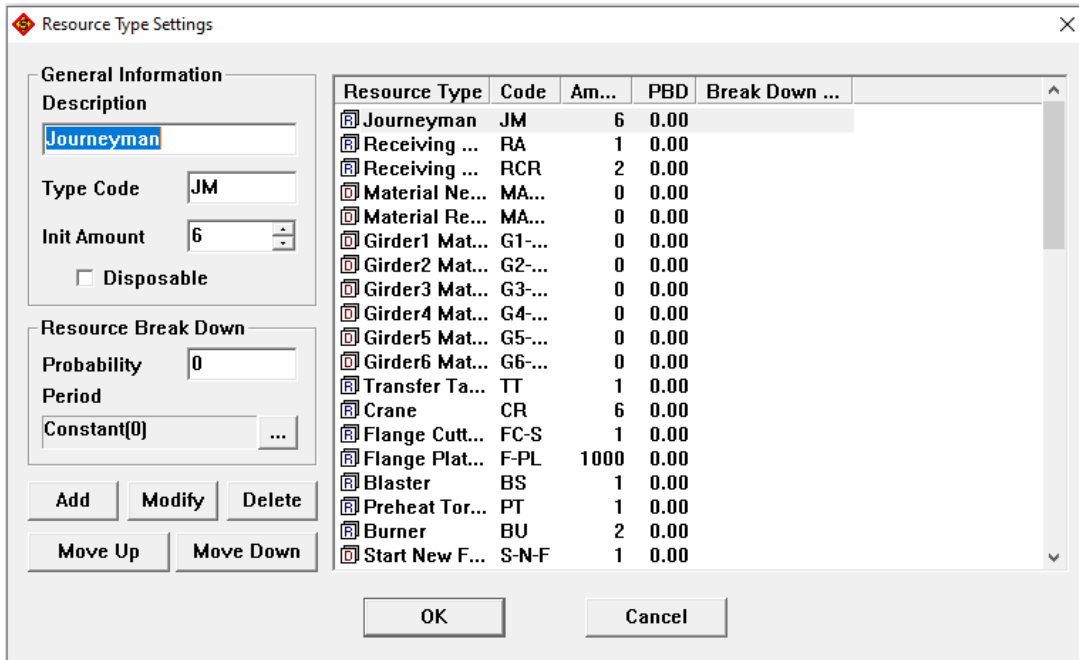 Resource Type Settings
General Information
Description
Journeyman
Type Code JM
Init Amount 6
Disposable
Resource Break Down
Probability 0
Period
Constant(0) ...
Add Modify Delete
Move Up Move Down
Resource Type Code Am... PBD Break Down ...
R Journeyman JM 6 0.00
R Receiving ... RA 1 0.00
R Receiving ... RCR 2 0.00
D Material Ne... MA... 0 0.00
D Material Re... MA... 0 0.00
D Girder1 Mat... G1-... 0 0.00
D Girder2 Mat... G2-... 0 0.00
D Girder3 Mat... G3-... 0 0.00
D Girder4 Mat... G4-... 0 0.00
D Girder5 Mat... G5-... 0 0.00
D Girder6 Mat... G6-... 0 0.00
R Transfer Ta... TT 1 0.00
R Crane CR 6 0.00
R Flange Cutt... FC-S 1 0.00
R Flange Plat... F-PL 1000 0.00
R Blaster BS 1 0.00
R Preheat Tor... PT 1 0.00
R Burner BU 2 0.00
D Start New F... S-N-F 1 0.00
OK Cancel